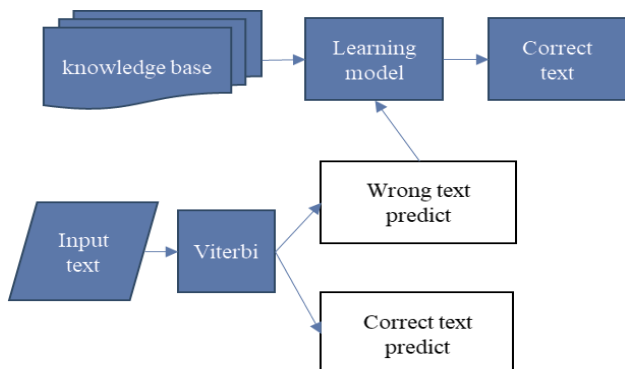 knowledge base
Learning
model
Correct
text
Wrong text
predict
Input
text
Viterbi
Correct text
predict